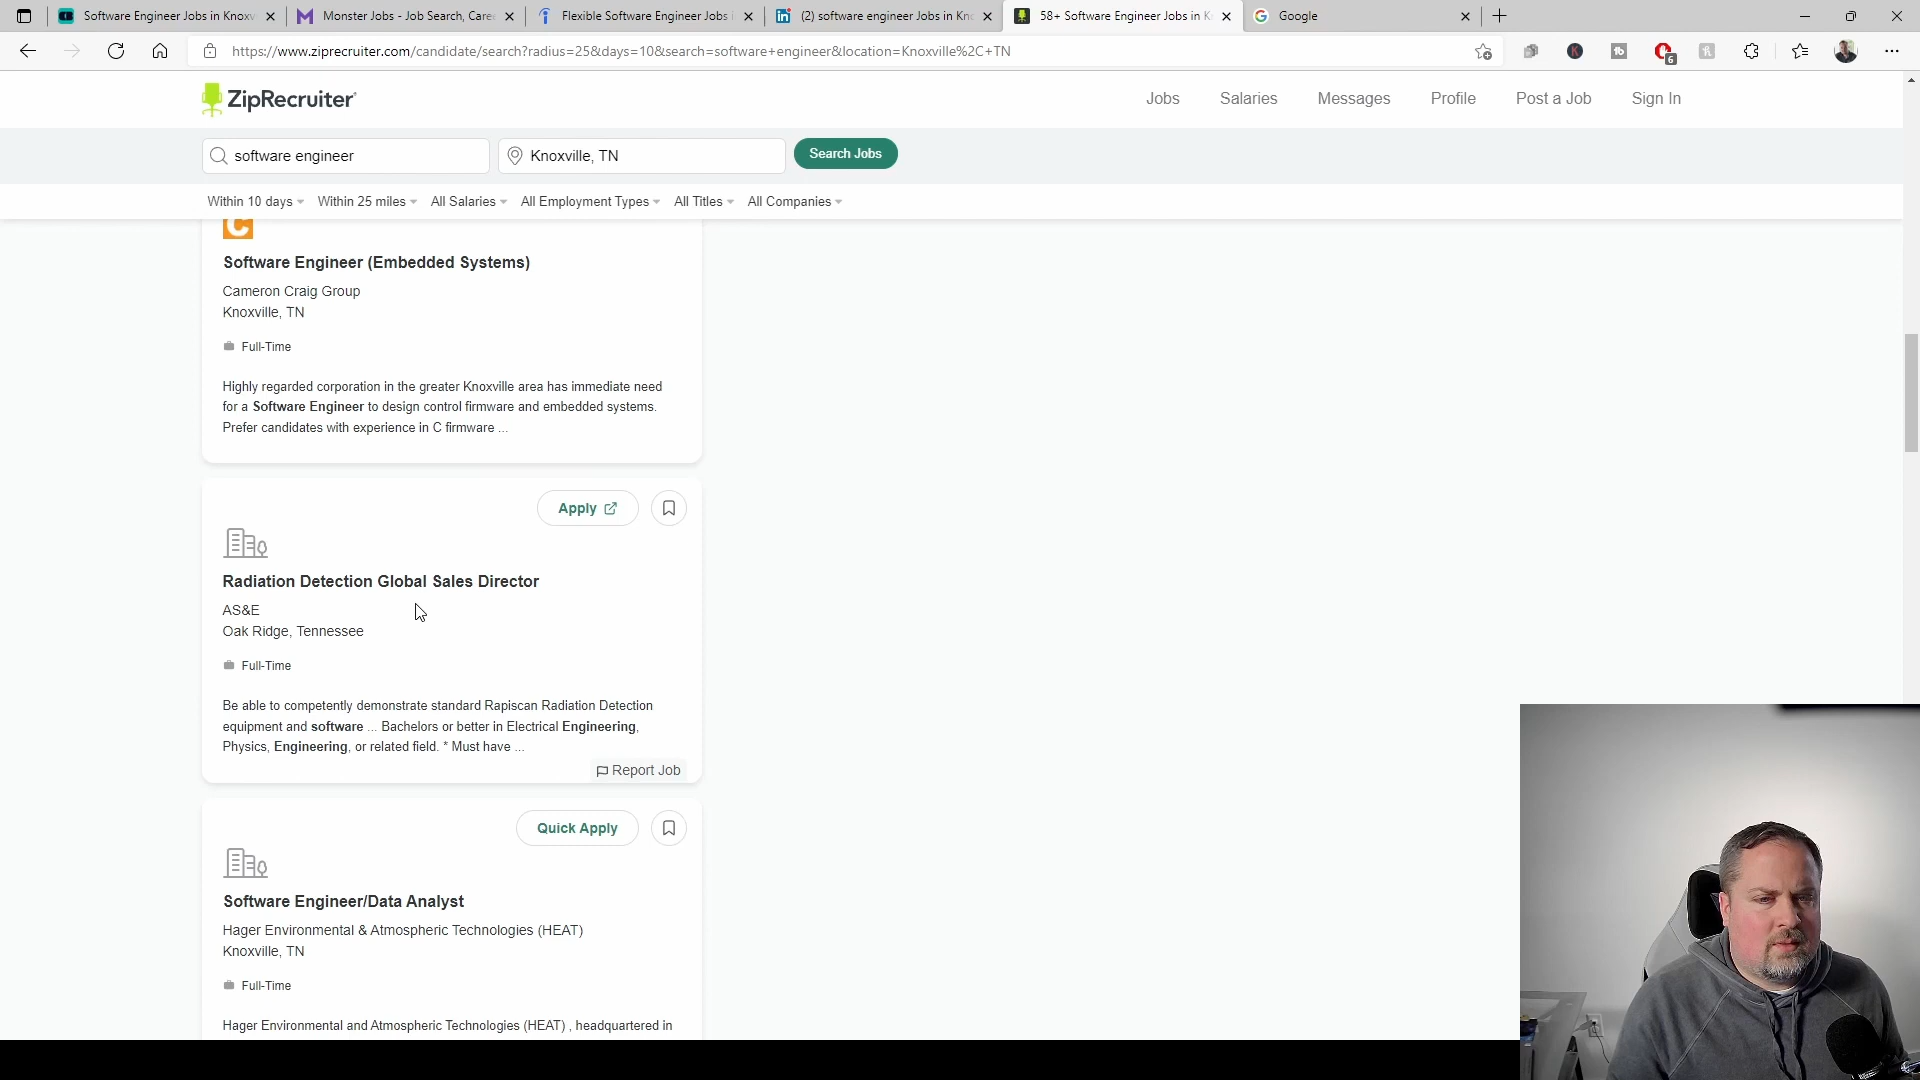 Software Engineer Jobs in Knoxv
Monster Jobs - Job Search, Caree
Flexible Software Engineer Jobs i
(2) software engineer Jobs in Kno
58+ Software Engineer Jobs in K
Google
https://www.ziprecruiter.com/candidate/search?radius=25&days=10&search=software+engineer&location=Knoxville%2C+TN
6
ZipRecruiter
Jobs
Salaries
Messages
Profile
Post a Job
Sign In
software engineer
Knoxville, TN
Search Jobs
Within 10 days
Within 25 miles
All Salaries
All Employment Types
All Titles
All Companies
Software Engineer (Embedded Systems)
Cameron Craig Group
Knoxville, TN
Full-Time
Highly regarded corporation in the greater Knoxville area has immediate need
for a Software Engineer to design control firmware and embedded systems.
Prefer candidates with experience in C firmware ...
Apply
Radiation Detection Global Sales Director
AS&E
Oak Ridge, Tennessee
Full-Time
Be able to competently demonstrate standard Rapiscan Radiation Detection
equipment and software ... Bachelors or better in Electrical Engineering,
Physics, Engineering, or related field. * Must have ...
Report Job
Quick Apply
Software Engineer/Data Analyst
Hager Environmental & Atmospheric Technologies (HEAT)
Knoxville, TN
Full-Time
Hager Environmental and Atmospheric Technologies (HEAT) , headquartered in